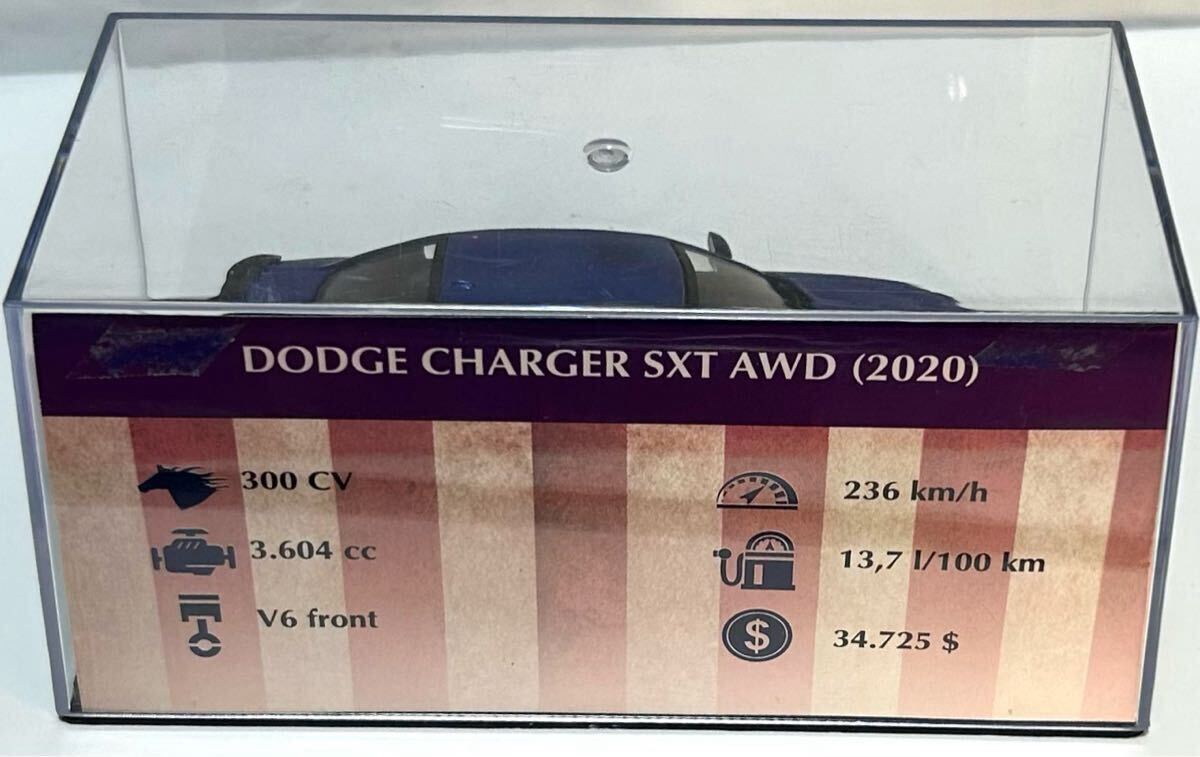 DODGE CHARGER SXT AWD (2020)
300 CV
3.604 cc
V6 front
236 km/h
13,7 l/100 km
$
34.725 $